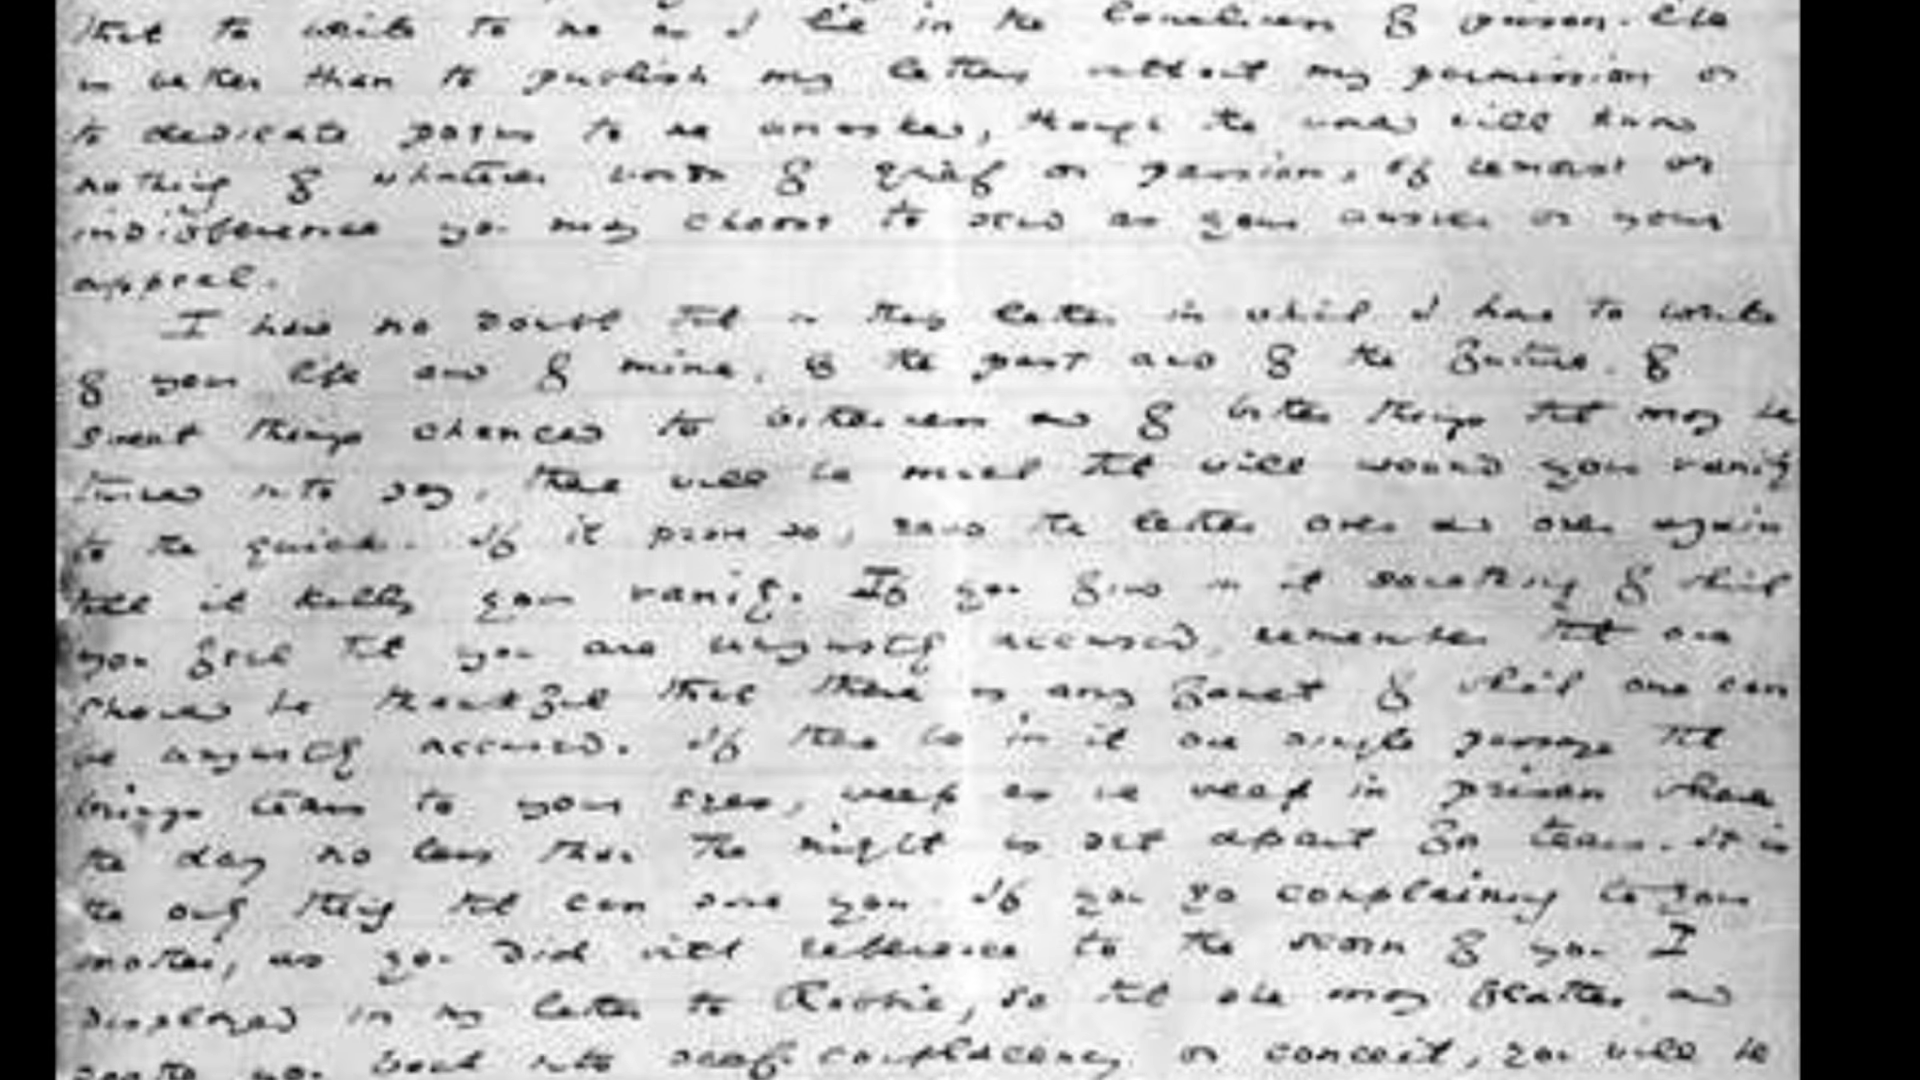 that to write to me as I lie in the loneliness of prison-life
is better than to publish my letters without my permission or
to dedicate poems to me unasked, though the world will know
nothing of whatever words of grief or passion, of remorse or
indifference you may choose to send as your answer or your
appeal.
I have no doubt that in this letter in which I have to write
of your life and of mine, of the past and of the future, of
sweet things changed to bitterness and of bitter things that may be
turned into joy, there will be much that will wound your vanity
to the quick. If it prove so, read the letter over and over again
till it kills your vanity. If you find in it something of which
you feel that you are unjustly accused, remember that one
should be thankful that there is any fault of which one can
be unjustly accused. If there be in it one single passage that
brings tears to your eyes, weep as we weep in prison where
the day no less than the night is set apart for tears. It is
the only thing that can save you. If you go complaining to your
mother, as you did with reference to the scorn of you I
displayed in my letter to Robbie, so that she may flatter and
soothe you back into self-complacency or conceit, you will be